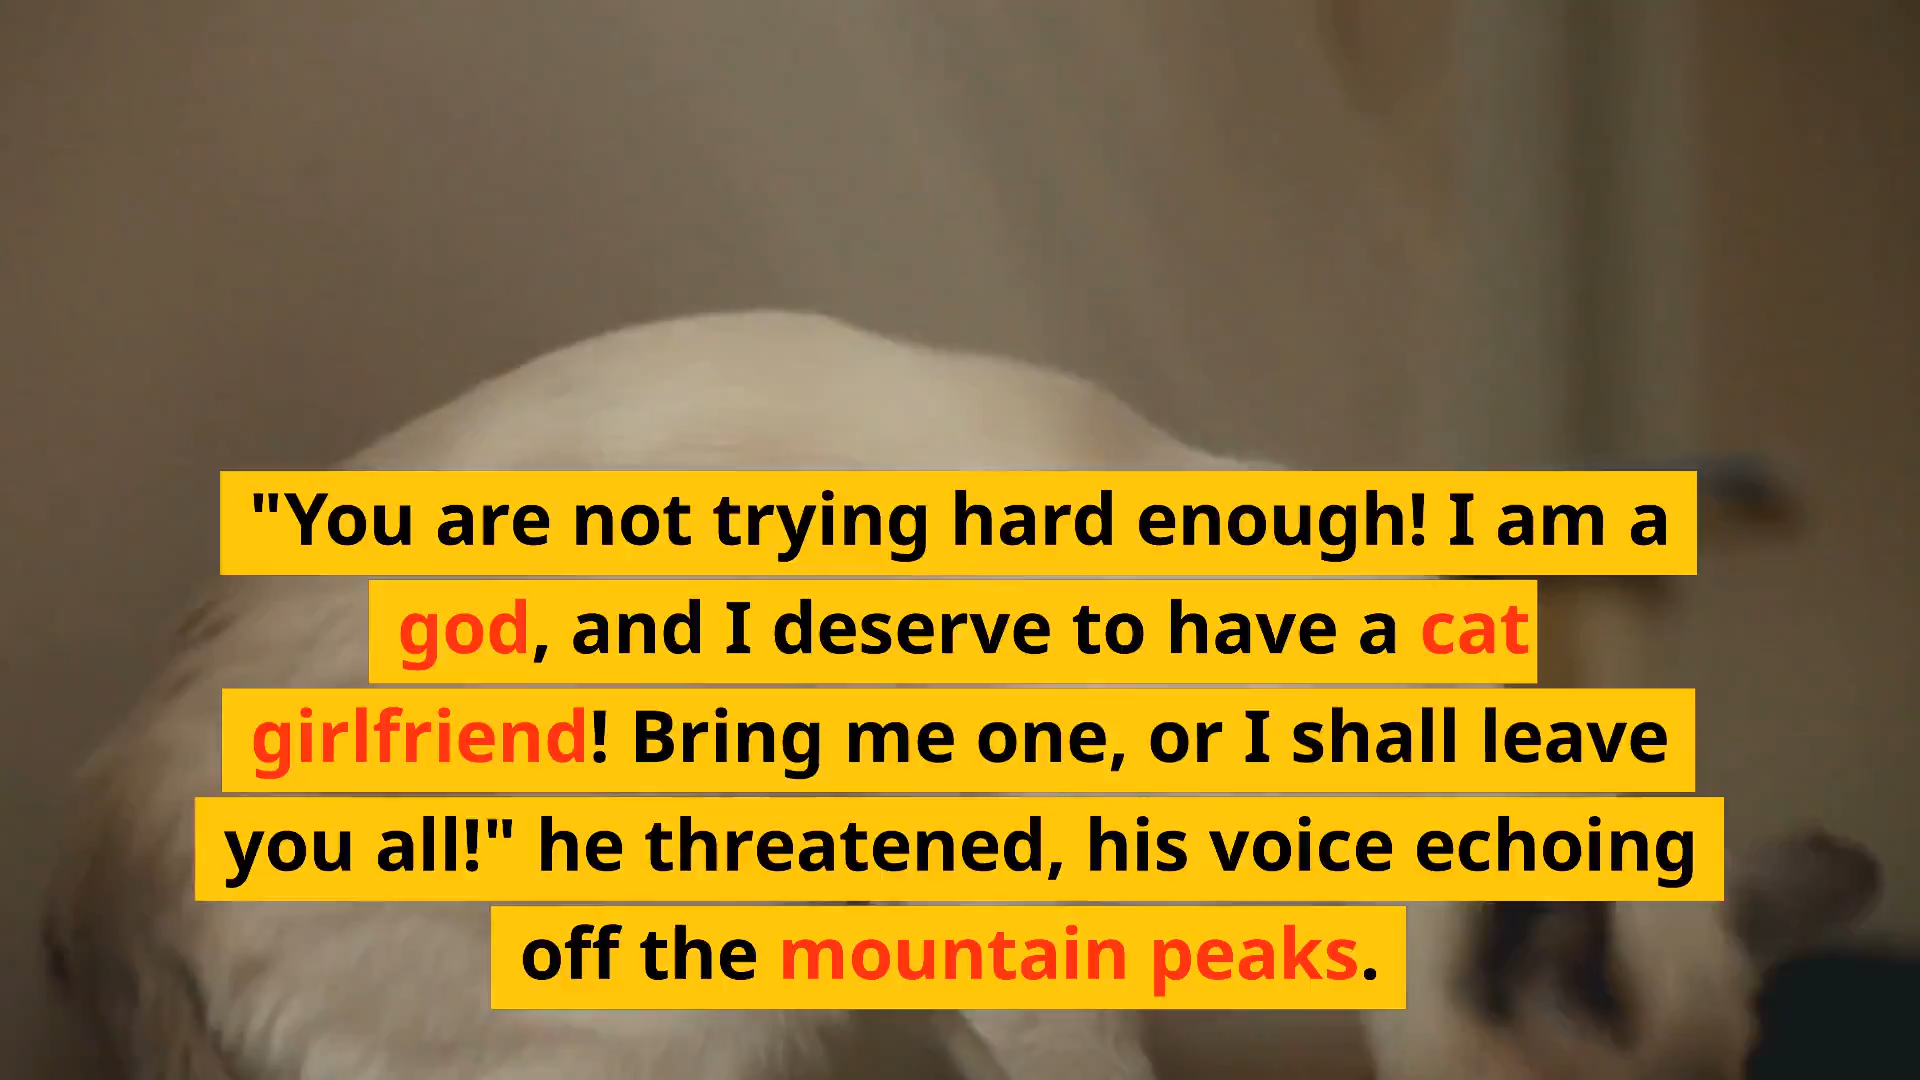 "You are not trying hard enough! I am a
god, and I deserve to have a cat
girlfriend! Bring me one, or I shall leave
you all!" he threatened, his voice echoing
off the mountain peaks.